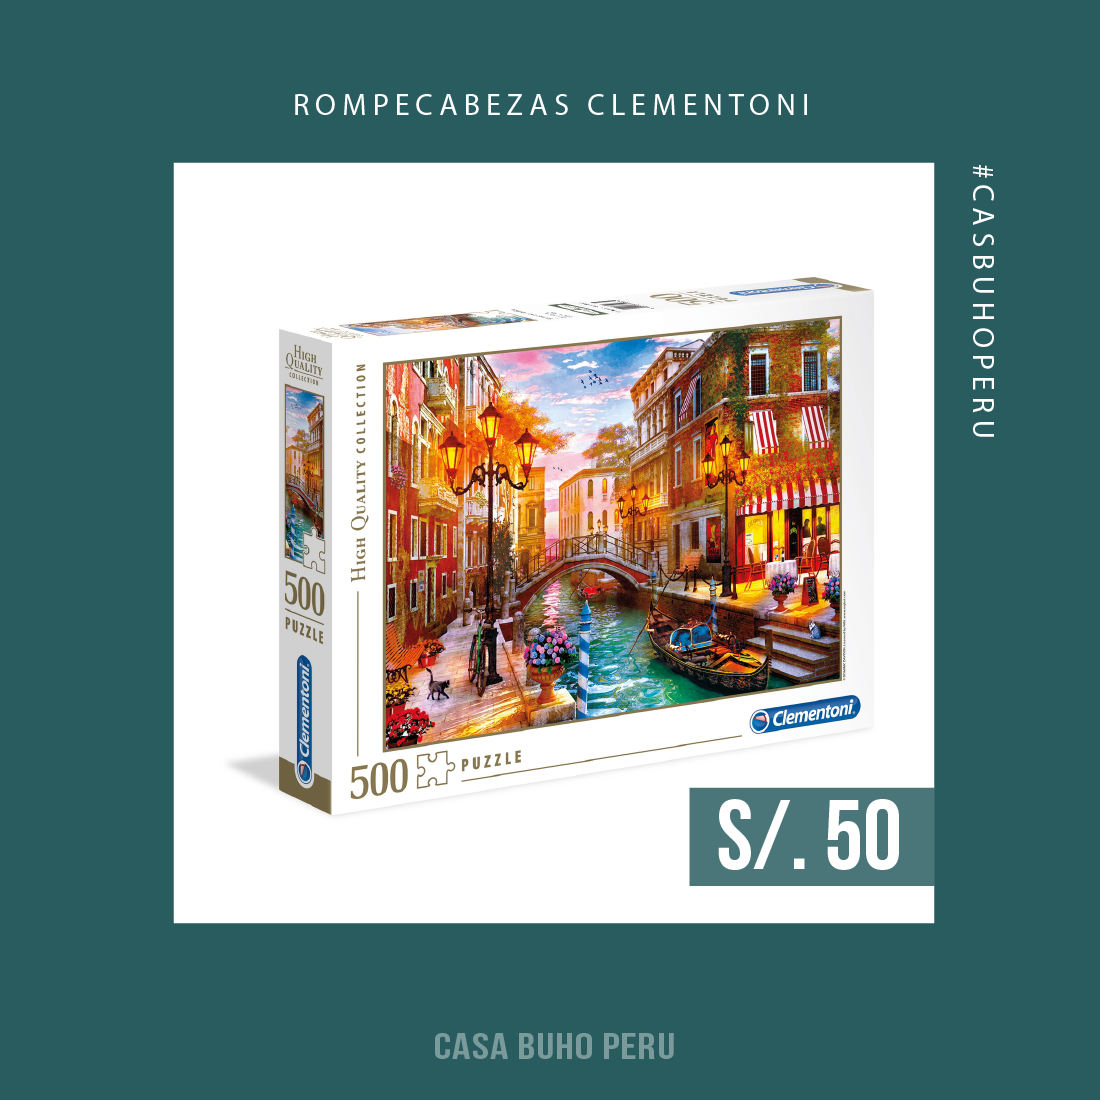 ROMPECABEZAS CLEMENTONI
#CASBUHOPERU
HIGH
QUALITY
COLLECTION
500
PUZZLE
Clementoni
HIGH QUALITY COLLECTION
500 PUZZLE
Clementoni
S/. 50
CASA BUHO PERU